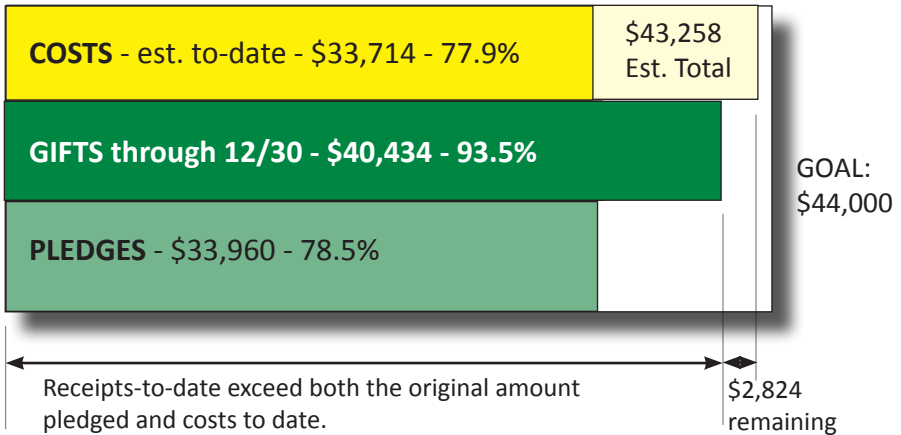 COSTS - est. to-date - $33,714 - 77.9%
$43,258
Est. Total
GIFTS through 12/30 - $40,434 - 93.5%
GOAL:
$44,000
PLEDGES - $33,960 - 78.5%
Receipts-to-date exceed both the original amount
pledged and costs to date.
$2,824
remaining